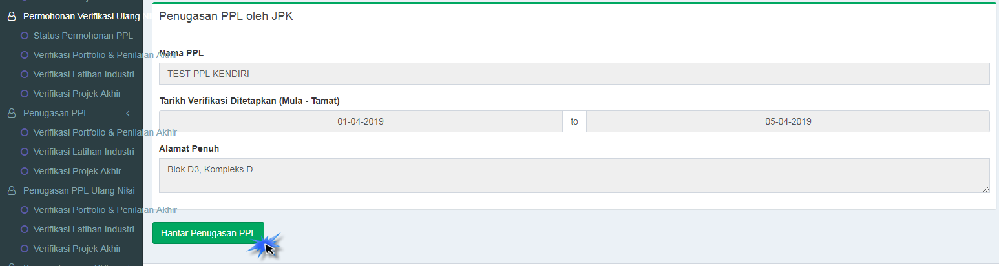 Permohonan Verifikasi Ulang
Status Permohonan PPL
Verifikasi Portfolio & Penilaian Akhir
Verifikasi Latihan Industri
Verifikasi Projek Akhir
Penugasan PPL
Verifikasi Portfolio & Penilaian Akhir
Verifikasi Latihan Industri
Verifikasi Projek Akhir
Penugasan PPL Ulang Nilai
Verifikasi Portfolio & Penilaian Akhir
Verifikasi Latihan Industri
Verifikasi Projek Akhir
Penugasan PPL oleh JPK
Nama PPL
TEST PPL KENDIRI
Tarikh Verifikasi Ditetapkan (Mula - Tamat)
01-04-2019 to 05-04-2019
Alamat Penuh
Blok D3, Kompleks D
Hantar Penugasan PPL